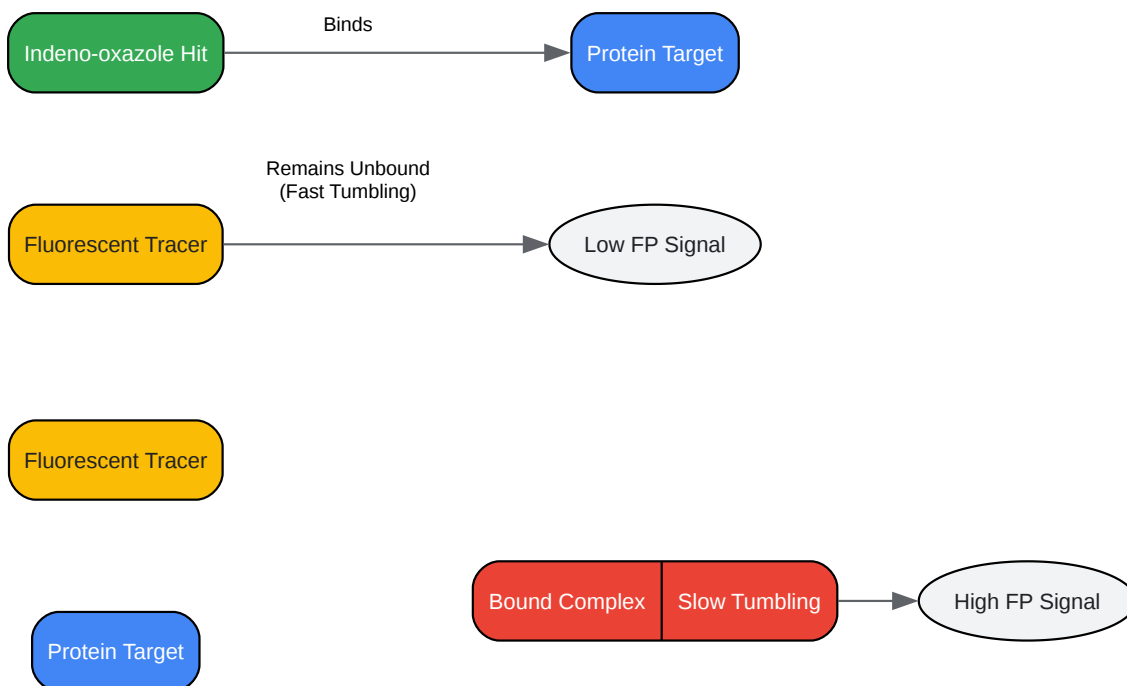 Indeno-oxazole Hit
Binds
Protein Target
Remains Unbound
(Fast Tumbling)
Fluorescent Tracer
Low FP Signal
Fluorescent Tracer
Bound Complex
Slow Tumbling
High FP Signal
Protein Target